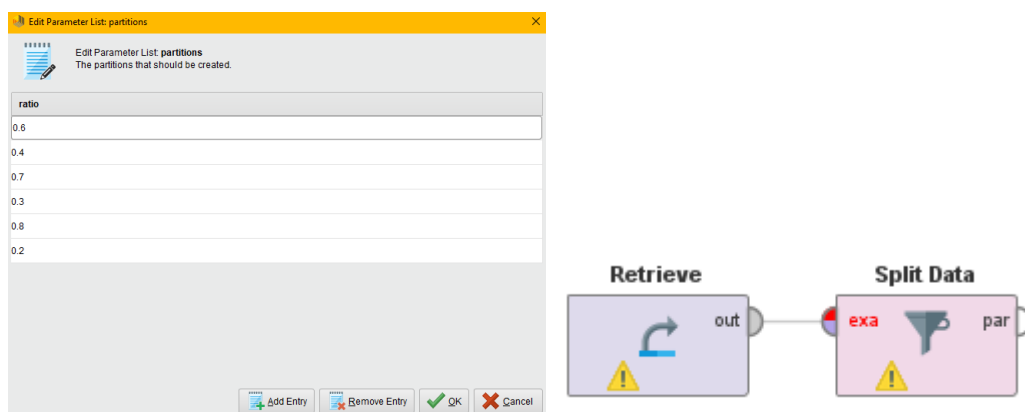 Edit Parameter List: partitions
Edit Parameter List: partitions
The partitions that should be created.
ratio
0.6
0.4
0.7
0.3
0.8
0.2
Add Entry
Remove Entry
OK
Cancel
Retrieve
out
Split Data
exa
par